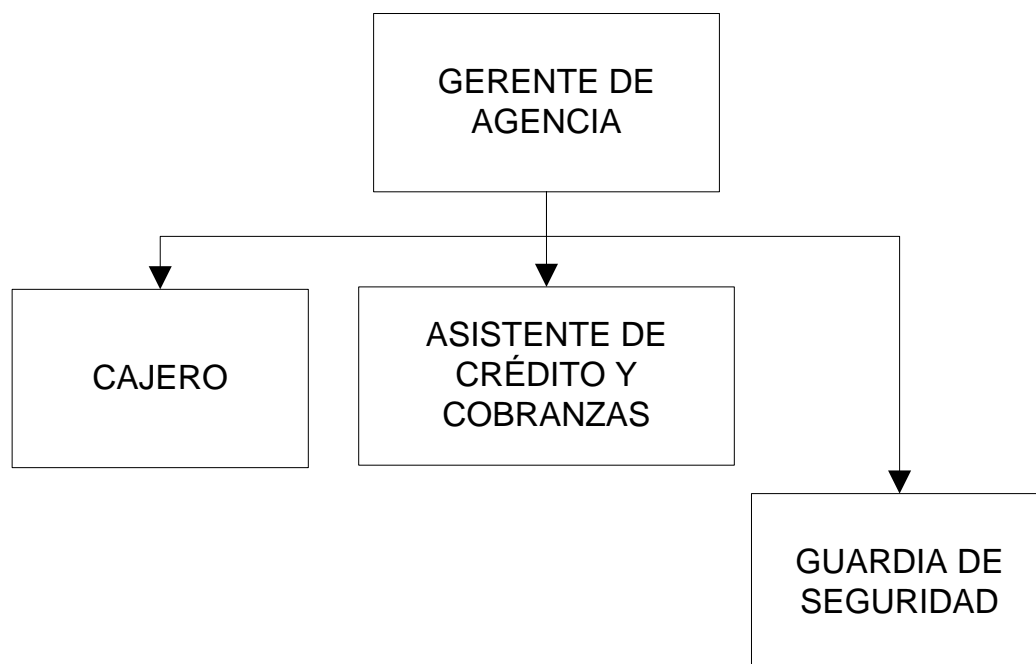 GERENTE DE
AGENCIA
CAJERO
ASISTENTE DE
CRÉDITO Y
COBRANZAS
GUARDIA DE
SEGURIDAD